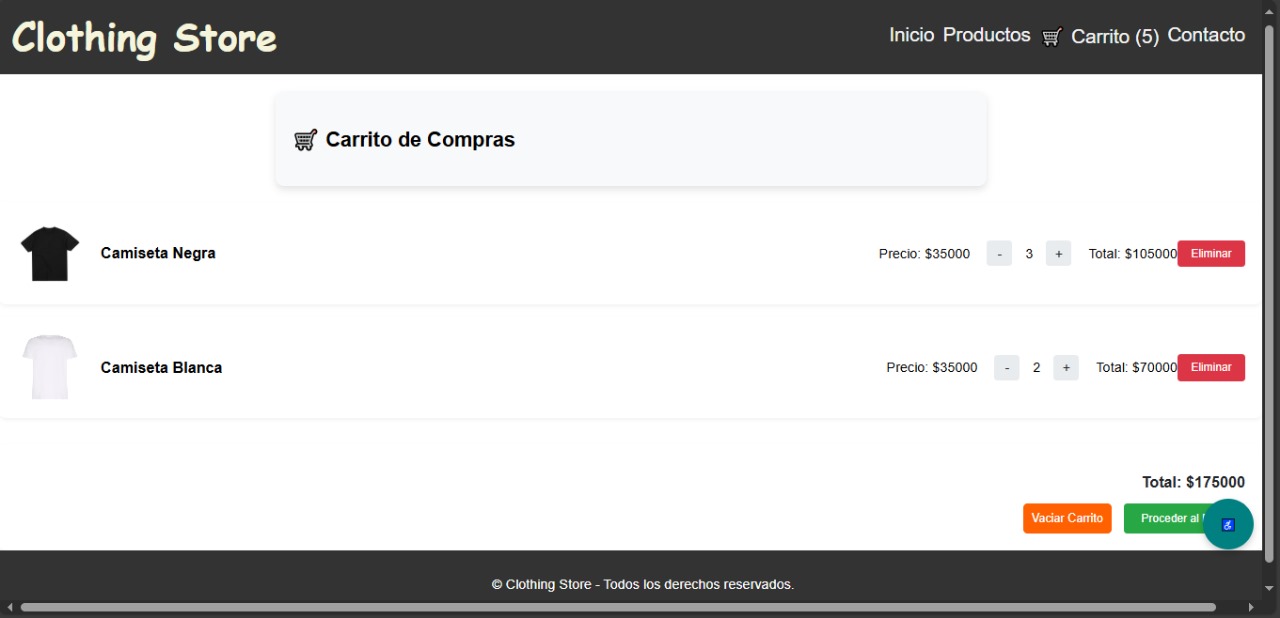 Clothing Store
Inicio Productos Carrito (5) Contacto
Carrito de Compras
Camiseta Negra Precio: $35000 - 3 + Total: $105000 Eliminar
Camiseta Blanca Precio: $35000 - 2 + Total: $70000 Eliminar
Total: $175000
Vaciar Carrito Proceder al
© Clothing Store - Todos los derechos reservados.